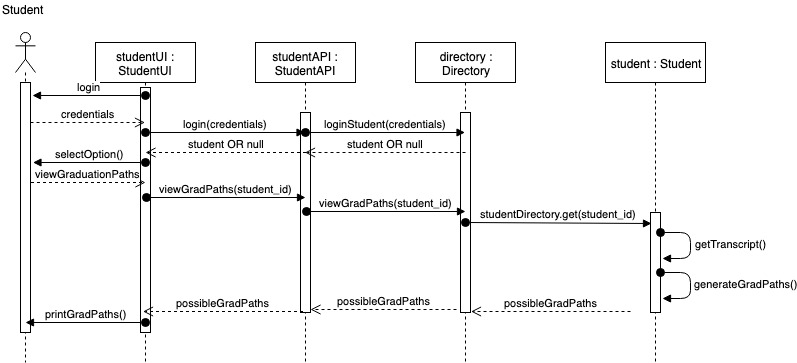 Student
studentUI :
StudentUI
studentAPI :
StudentAPI
directory :
Directory
student : Student
login
credentials
login(credentials)
loginStudent(credentials)
student OR null
student OR null
selectOption()
viewGraduationPaths
viewGradPaths(student_id)
viewGradPaths(student_id)
studentDirectory.get(student_id)
getTranscript()
generateGradPaths()
possibleGradPaths
possibleGradPaths
possibleGradPaths
printGradPaths()